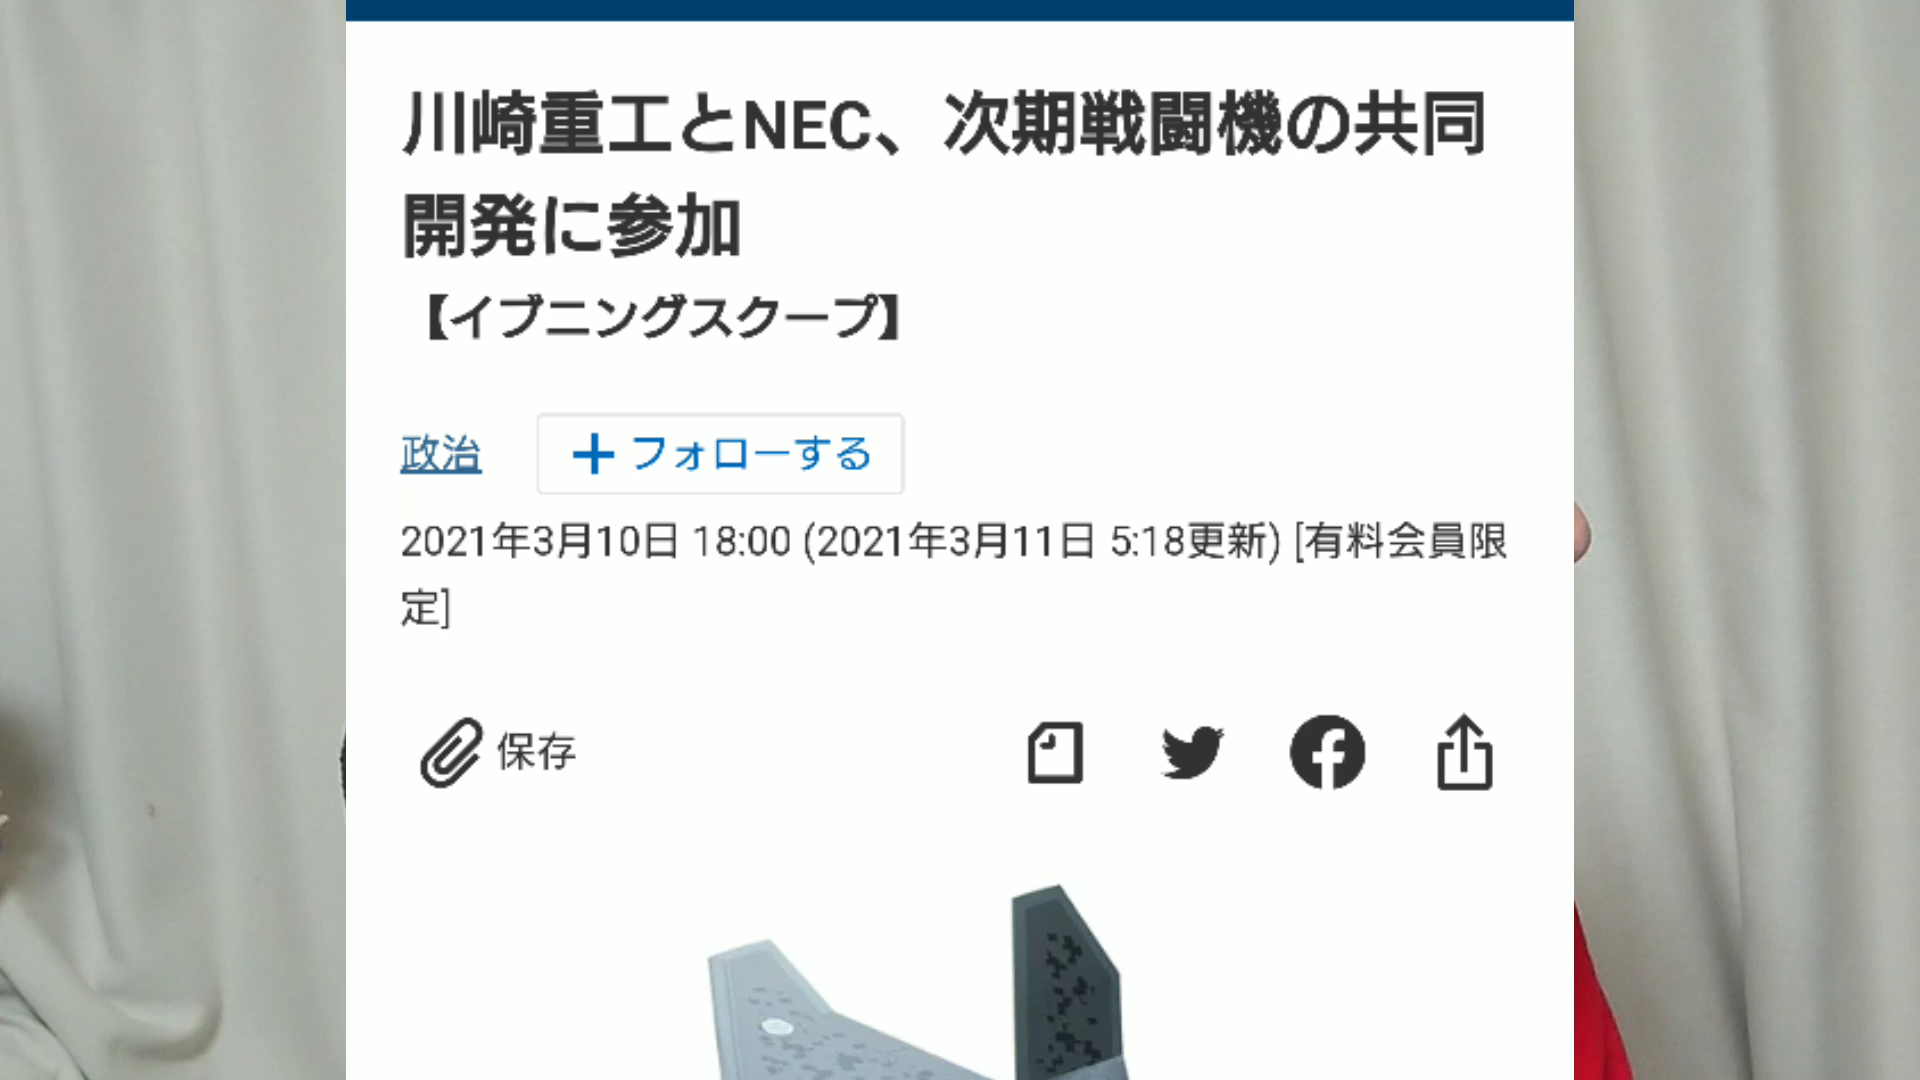 川崎重工とNEC、次期戦闘機の共同
開発に参加
【イブニングスクープ】
政治
＋フォローする
2021年3月10日 18:00 (2021年3月11日 5:18更新) [有料会員限
定]
保存